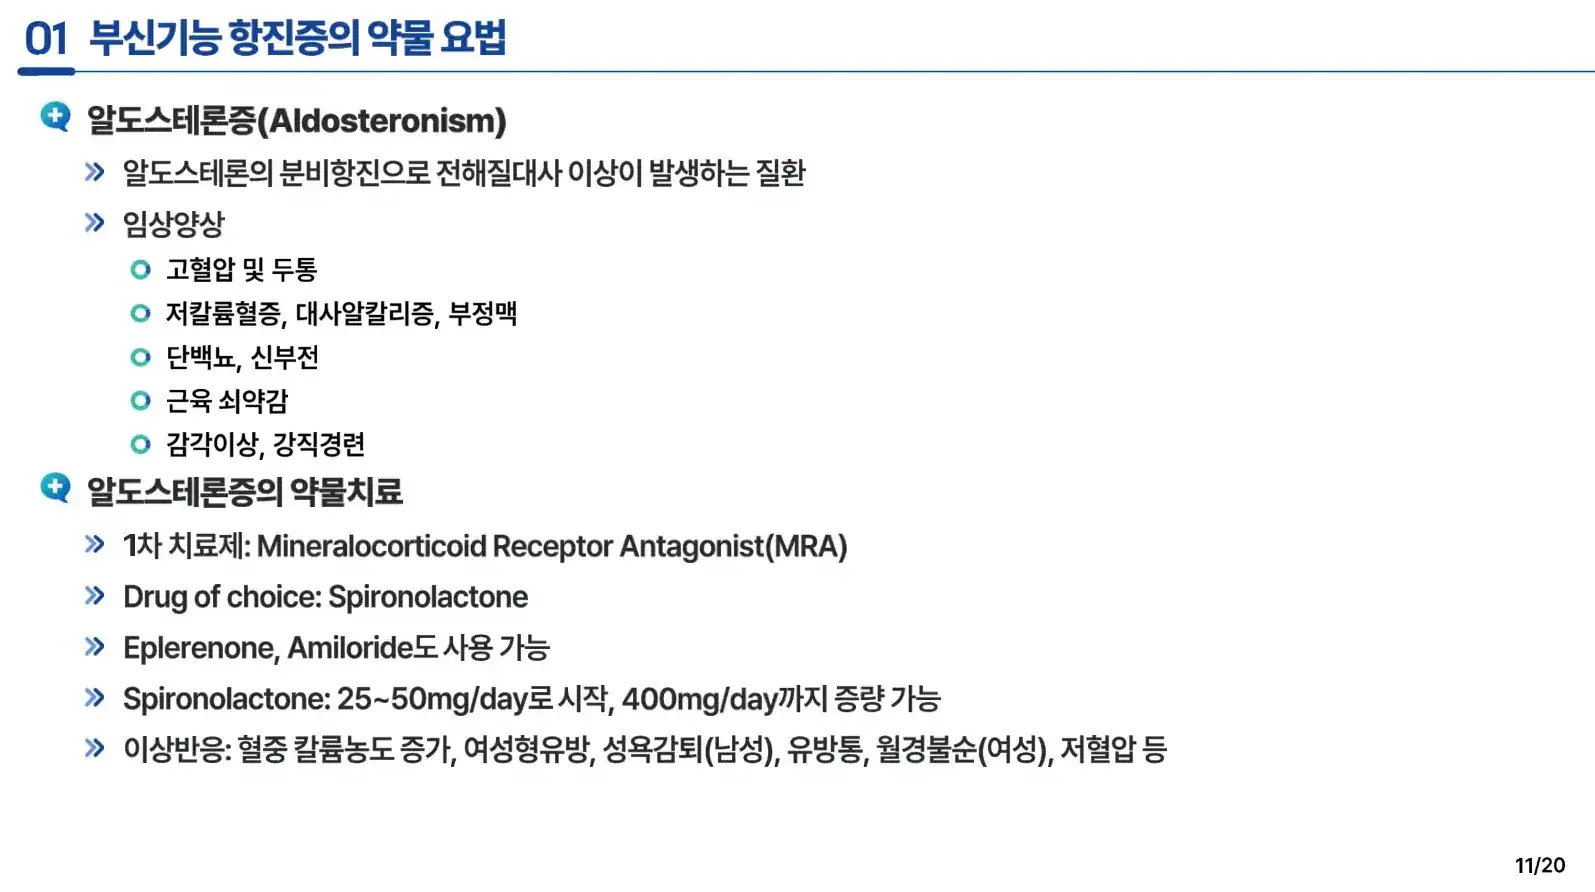 01 부신기능 항진증의 약물 요법
알도스테론증(Aldosteronism)
알도스테론의 분비항진으로 전해질대사 이상이 발생하는 질환
임상양상
고혈압 및 두통
저칼륨혈증, 대사알칼리증, 부정맥
단백뇨, 신부전
근육 쇠약감
감각이상, 강직경련
알도스테론증의 약물치료
1차 치료제: Mineralocorticoid Receptor Antagonist(MRA)
Drug of choice: Spironolactone
Eplerenone, Amiloride도 사용 가능
Spironolactone: 25~50mg/day로 시작, 400mg/day까지 증량 가능
이상반응: 혈중 칼륨농도 증가, 여성형유방, 성욕감퇴(남성), 유방통, 월경불순(여성), 저혈압 등
11/20